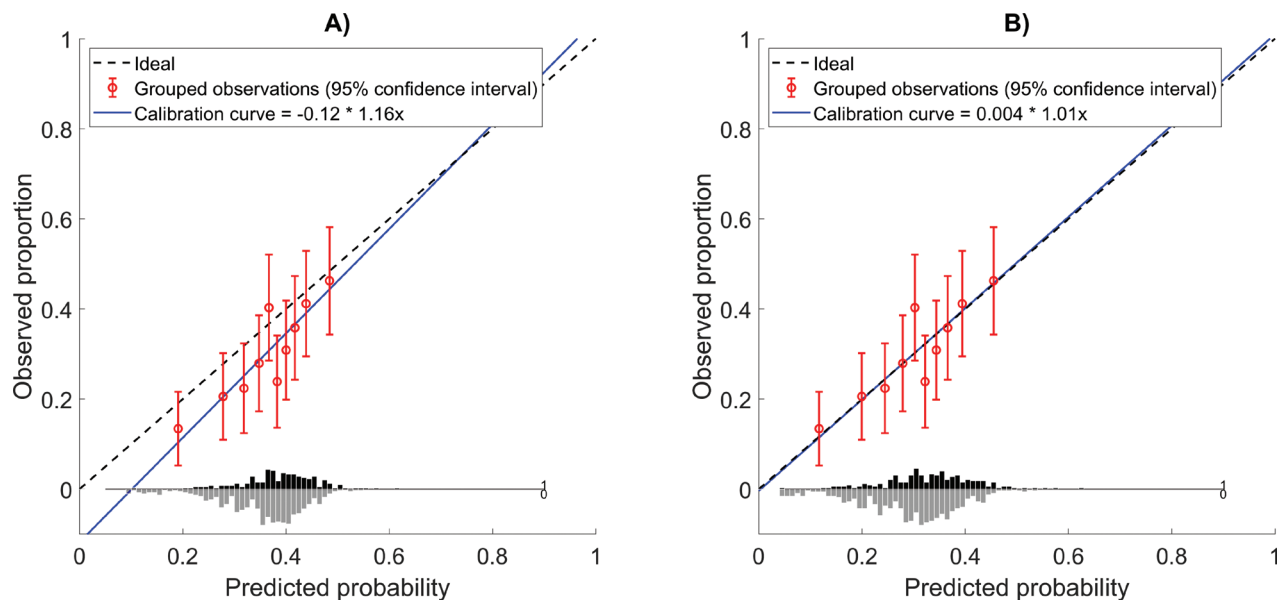 A)
Ideal
Grouped observations (95% confidence interval)
Calibration curve = -0.12 * 1.16x
Observed proportion
1
0.8
0.6
0.4
0.2
0
1
0
0
0.2
0.4
0.6
0.8
1
Predicted probability
B)
Ideal
Grouped observations (95% confidence interval)
Calibration curve = 0.004 * 1.01x
Observed proportion
1
0.8
0.6
0.4
0.2
0
1
0
0
0.2
0.4
0.6
0.8
1
Predicted probability